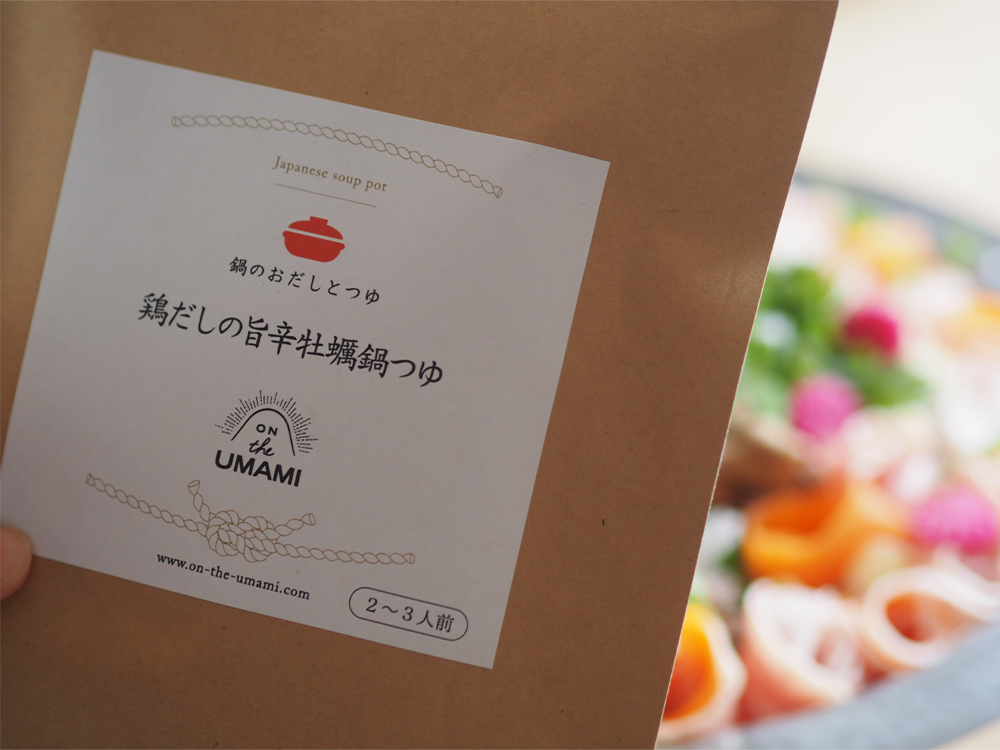 Japanese soup pot
鍋のおだしとつゆ
鶏だしの旨辛牡蠣鍋つゆ
ON
the
UMAMI
www.on-the-umami.com
2～3人前